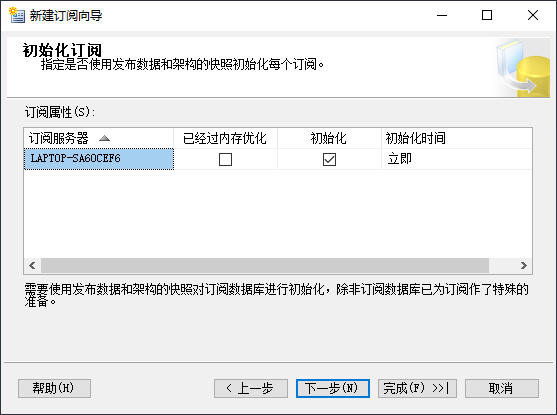 新建订阅向导
初始化订阅
指定是否使用发布数据和架构的快照初始化每个订阅。
订阅属性(S):
订阅服务器 已经过内存优化 初始化 初始化时间
LAPTOP-SA6OCEF6 立即
需要使用发布数据和架构的快照对订阅数据库进行初始化，除非订阅数据库已为订阅作了特殊的
准备。
帮助(H) < 上一步 下一步(N) 完成(F) >>| 取消